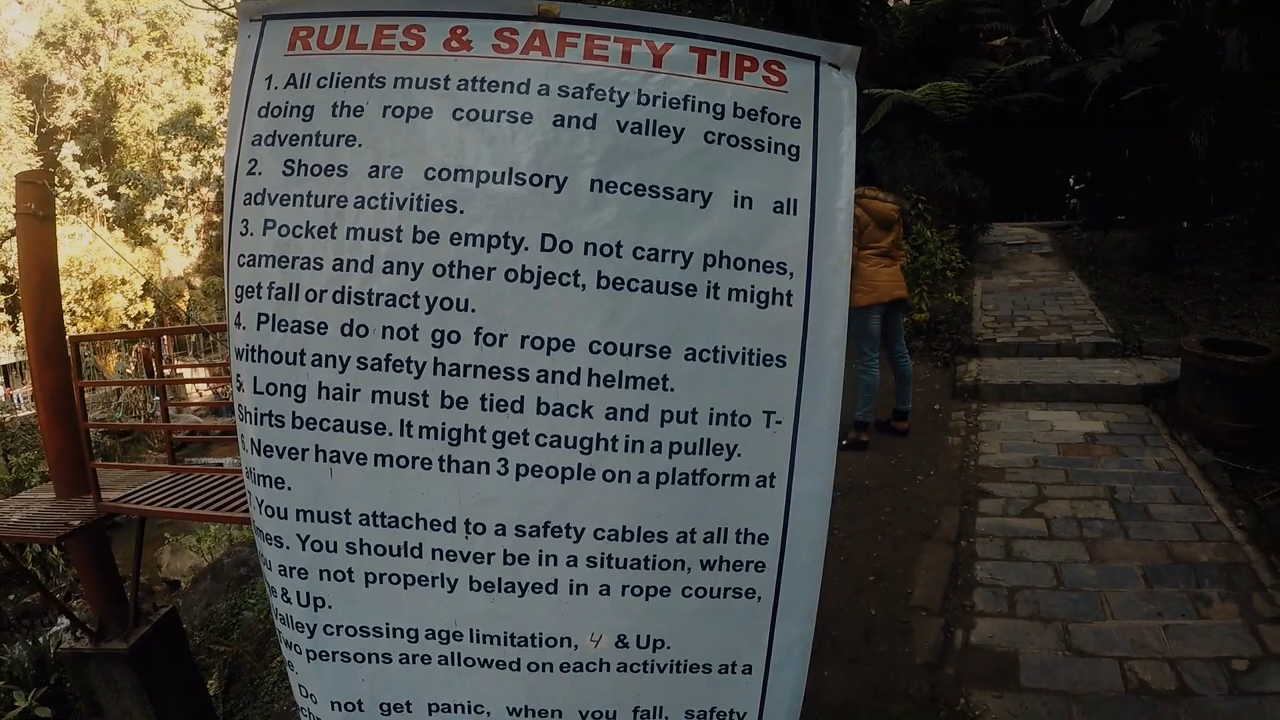 RULES & SAFETY TIPS
1. All clients must attend a safety briefing before
doing the rope course and valley crossing
adventure.
2. Shoes are compulsory necessary in all
adventure activities.
3. Pocket must be empty. Do not carry phones,
cameras and any other object, because it might
get fall or distract you.
4. Please do not go for rope course activities
without any safety harness and helmet.
5. Long hair must be tied back and put into T-
Shirts because. It might get caught in a pulley.
6. Never have more than 3 people on a platform at
atime.
You must attached to a safety cables at all the
You should never be in a situation, where
are not properly belayed in a rope course,
& Up.
Valley crossing age limitation, 4 & Up.
Two persons are allowed on each activities at a
Do not get panic, when you fall, safety